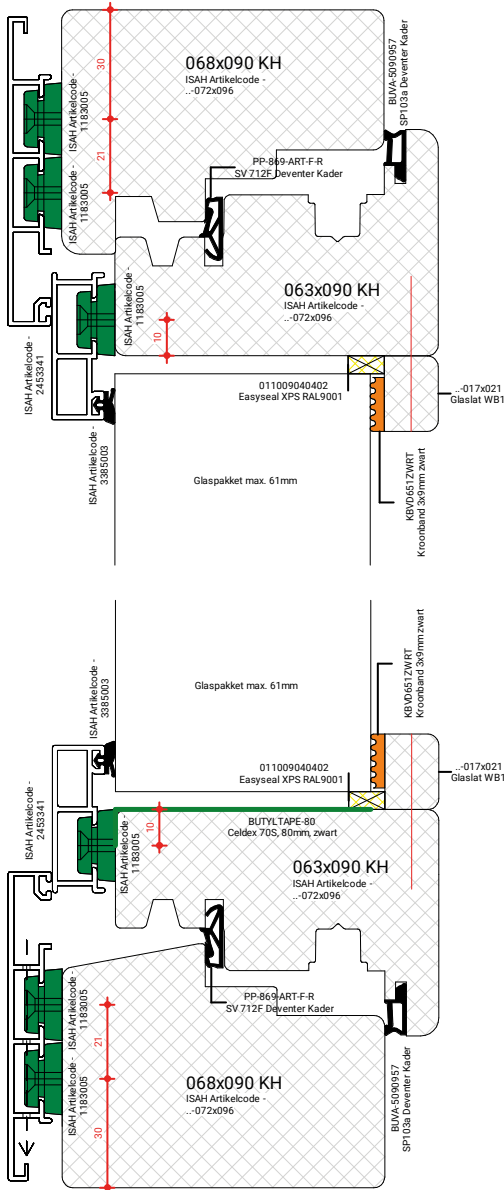 30
068x090 KH
ISAH Artikelcode -
..-072x096
BUVA-5090957
SP103a Deventer Kader
ISAH Artikelcode -
1183005
21
ISAH Artikelcode -
1183005
PP-869-ART-F-R
SV 712F Deventer Kader
063x090 KH
ISAH Artikelcode -
..-072x096
ISAH Artikelcode -
1183005
10
ISAH Artikelcode -
2453341
011009040402
Easyseal XPS RAL9001
..-017x021
Glaslat WB1
ISAH Artikelcode -
3385003
Glaspakket max. 61mm
KBVD651ZWRT
Kroonband 3x9mm zwart
Glaspakket max. 61mm
ISAH Artikelcode -
3385003
KBVD651ZWRT
Kroonband 3x9mm zwart
011009040402
Easyseal XPS RAL9001
..-017x021
Glaslat WB1
ISAH Artikelcode -
2453341
BUTYLTAPE-80
Celdex 70S, 80mm, zwart
10
ISAH Artikelcode -
1183005
063x090 KH
ISAH Artikelcode -
..-072x096
PP-869-ART-F-R
SV 712F Deventer Kader
ISAH Artikelcode -
1183005
21
ISAH Artikelcode -
1183005
068x090 KH
ISAH Artikelcode -
..-072x096
BUVA-5090957
SP103a Deventer Kader
30